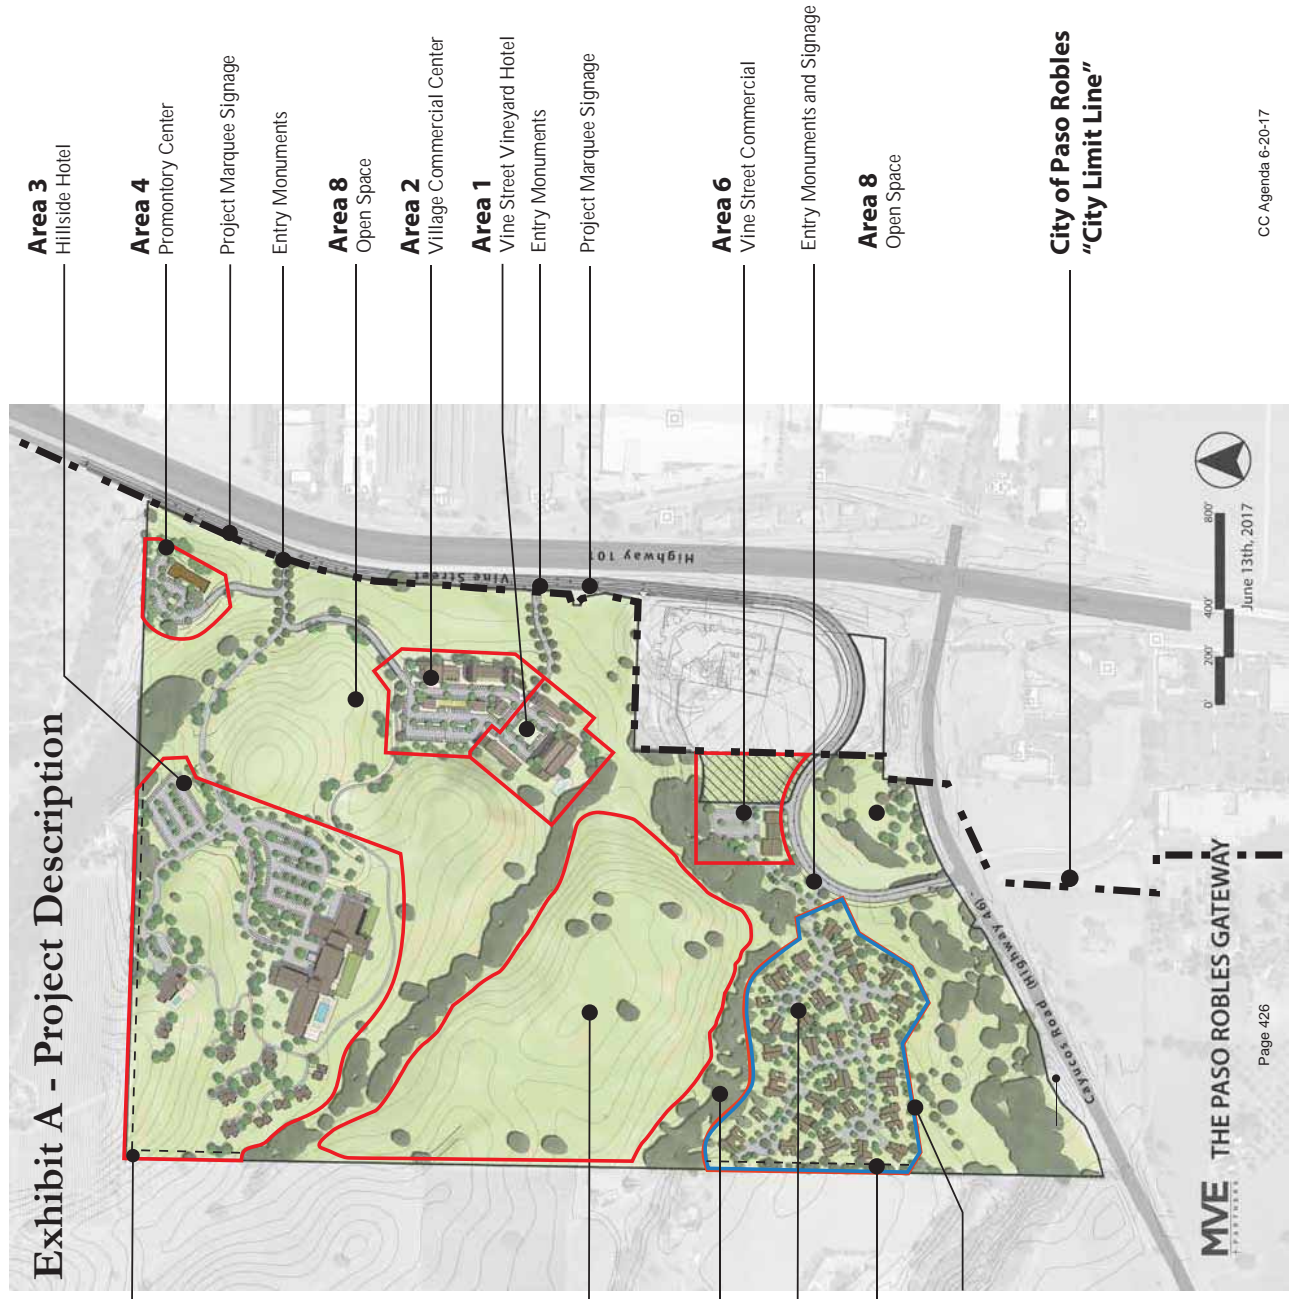 Exhibit A - Project Description
Area 3
Hillside Hotel
Area 4
Promontory Center
Project Marquee Signage
Entry Monuments
Area 8
Open Space
Area 2
Village Commercial Center
Area 1
Vine Street Vineyard Hotel
Entry Monuments
Project Marquee Signage
Area 6
Vine Street Commercial
Entry Monuments and Signage
Area 8
Open Space
City of Paso Robles
"City Limit Line"
Vine Street
Highway 101
Cayucos Road (Highway 46)
0' 200' 400' 800'
June 13th, 2017
MVE
+ PARTNERS
THE PASO ROBLES GATEWAY
Page 426
CC Agenda 6-20-17